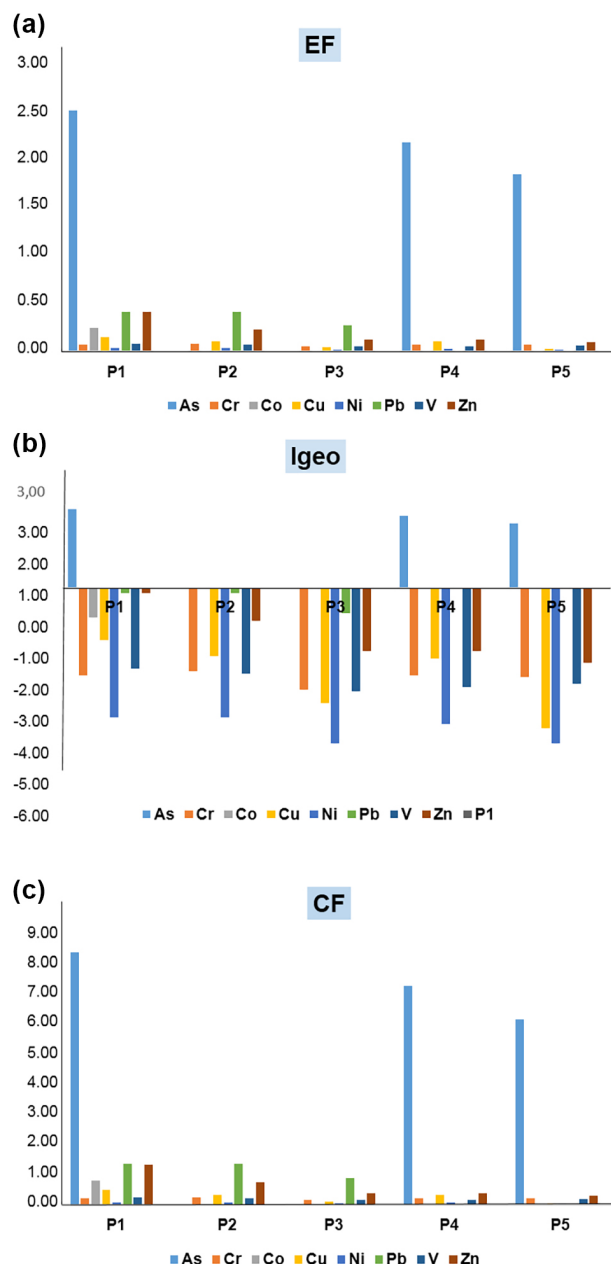 (a)
EF
3.00
2.50
2.00
1.50
1.00
0.50
0.00
P1 P2 P3 P4 P5
As Cr Co Cu Ni Pb V Zn
(b)
Igeo
3,00
3.00
2.00
1.00
0.00
-1.00
-2.00
-3.00
-4.00
-5.00
-6.00
P1 P2 P3 P4 P5
As Cr Co Cu Ni Pb V Zn P1
(c)
CF
9.00
8.00
7.00
6.00
5.00
4.00
3.00
2.00
1.00
0.00
P1 P2 P3 P4 P5
As Cr Co Cu Ni Pb V Zn